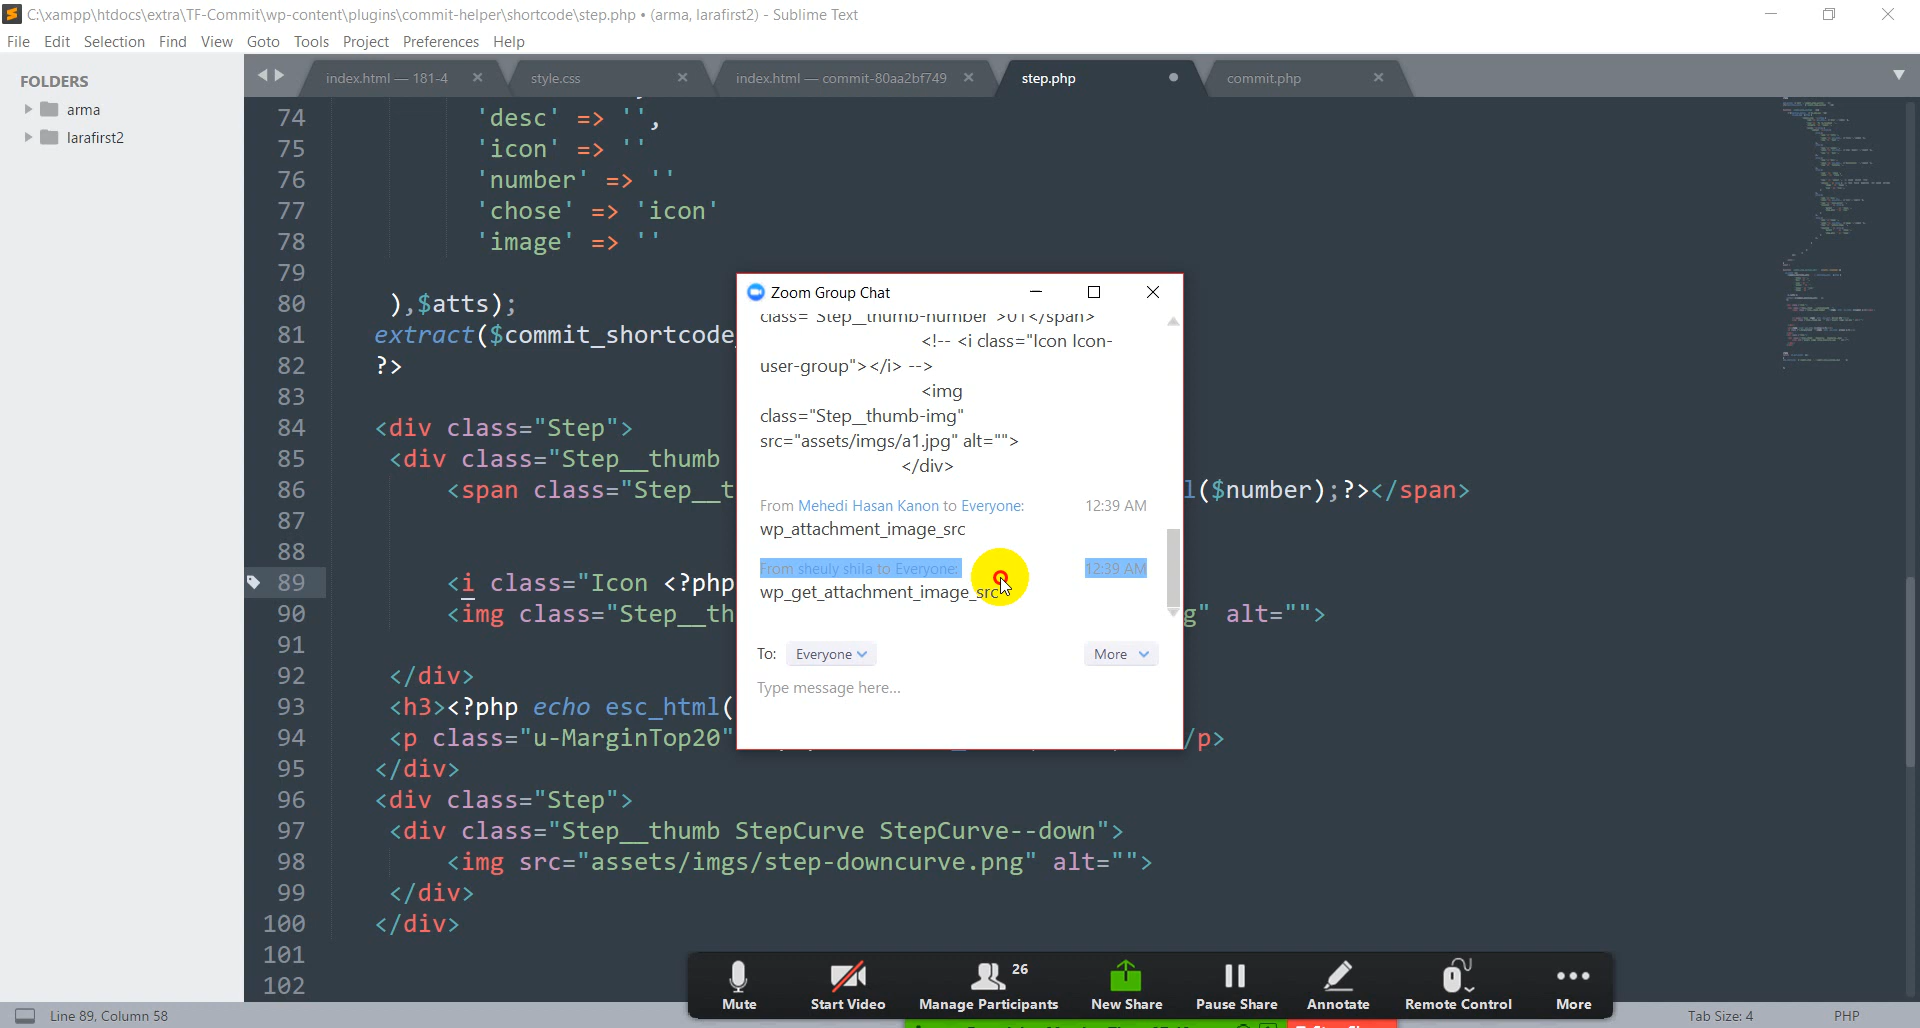 C:\xampp\htdocs\extra\TF-Commit\wp-content\plugins\commit-helper\shortcode\step.php • (arma, larafirst2) - Sublime Text
File Edit Selection Find View Goto Tools Project Preferences Help
FOLDERS
arma
larafirst2
index.html — 181-4
style.css
index.html — commit-80aa2bf749
step.php
commit.php
74 'desc' => '',
75 'icon' => ''
76 'number' => ''
77 'chose' => 'icon'
78 'image' => ''
79
80 ),$atts);
81 extract($commit_shortcode
82 ?>
83
84 <div class="Step">
85 <div class="Step__thumb
86 <span class="Step__t l($number);?></span>
87
88
89 <i class="Icon <?php
90 <img class="Step__th g" alt="">
91
92 </div>
93 <h3><?php echo esc_html(
94 <p class="u-MarginTop20" /p>
95 </div>
96 <div class="Step">
97 <div class="Step__thumb StepCurve StepCurve--down">
98 <img src="assets/imgs/step-downcurve.png" alt="">
99 </div>
100 </div>
101
102
Zoom Group Chat
class="Step__thumb-number">01</span>
<!-- <i class="Icon Icon-
user-group"></i> -->
<img
class="Step__thumb-img"
src="assets/imgs/a1.jpg" alt="">
</div>
From Mehedi Hasan Kanon to Everyone: 12:39 AM
wp_attachment_image_src
From sheuly shila to Everyone: 12:39 AM
wp_get_attachment_image_src
To: Everyone More
Type message here...
Mute
Start Video
26
Manage Participants
New Share
Pause Share
Annotate
Remote Control
More
Line 89, Column 58
Tab Size: 4
PHP